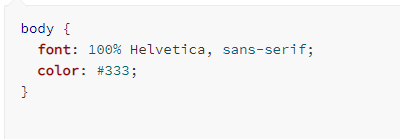 body {
  font: 100% Helvetica, sans-serif;
  color: #333;
}